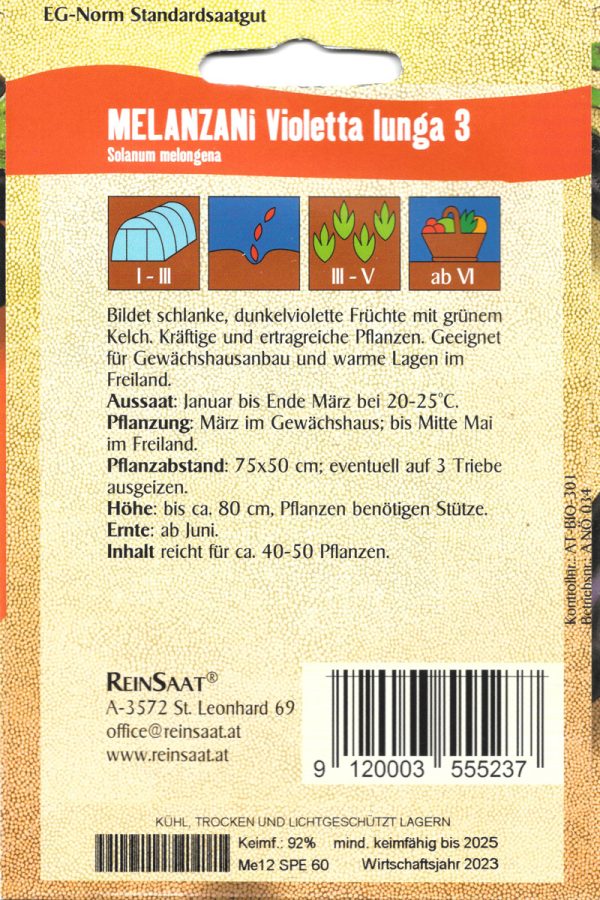 EG-Norm Standardsaatgut
MELANZANi Violetta lunga 3
Solanum melongena
I - III
III - V
ab VI
Bildet schlanke, dunkelviolette Früchte mit grünem
Kelch. Kräftige und ertragreiche Pflanzen. Geeignet
für Gewächshausanbau und warme Lagen im
Freiland.
Aussaat: Januar bis Ende März bei 20-25°C.
Pflanzung: März im Gewächshaus; bis Mitte Mai
im Freiland.
Pflanzabstand: 75x50 cm; eventuell auf 3 Triebe
ausgeizen.
Höhe: bis ca. 80 cm, Pflanzen benötigen Stütze.
Ernte: ab Juni.
Inhalt reicht für ca. 40-50 Pflanzen.
Kontrollnr.: AT-BIO-301
Betriebsnr.: ANÖ 034
REINSAAT®
A-3572 St. Leonhard 69
office@reinsaat.at
www.reinsaat.at
9 120003 555237
KÜHL, TROCKEN UND LICHTGESCHÜTZT LAGERN
Keimf.: 92% mind. keimfähig bis 2025
Me12 SPE 60 Wirtschaftsjahr 2023